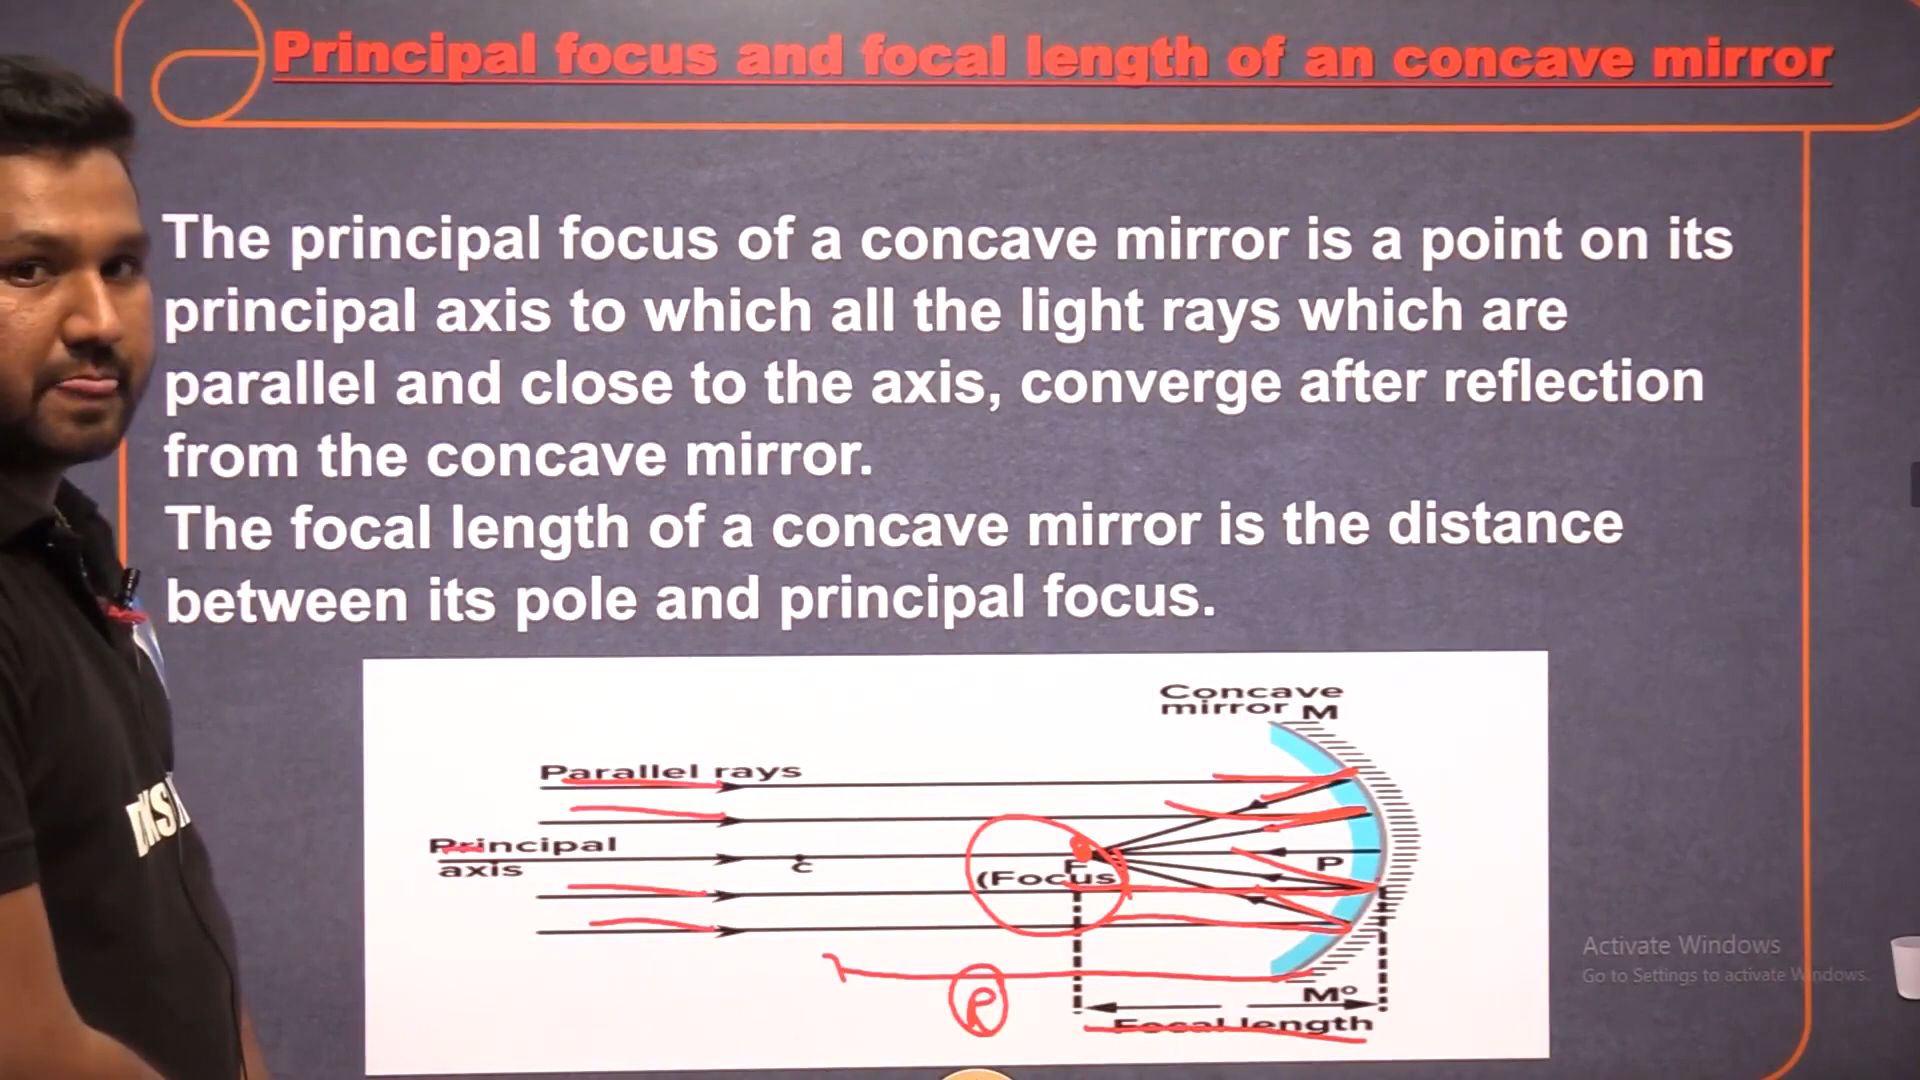 Principal focus and focal length of an concave mirror
The principal focus of a concave mirror is a point on its
principal axis to which all the light rays which are
parallel and close to the axis, converge after reflection
from the concave mirror.
The focal length of a concave mirror is the distance
between its pole and principal focus.
Concave
mirror M
Parallel rays
Principal
axis
c
F
(Focus
P
Activate Windows
Go to Settings to activate Windows.
M°
Focal length